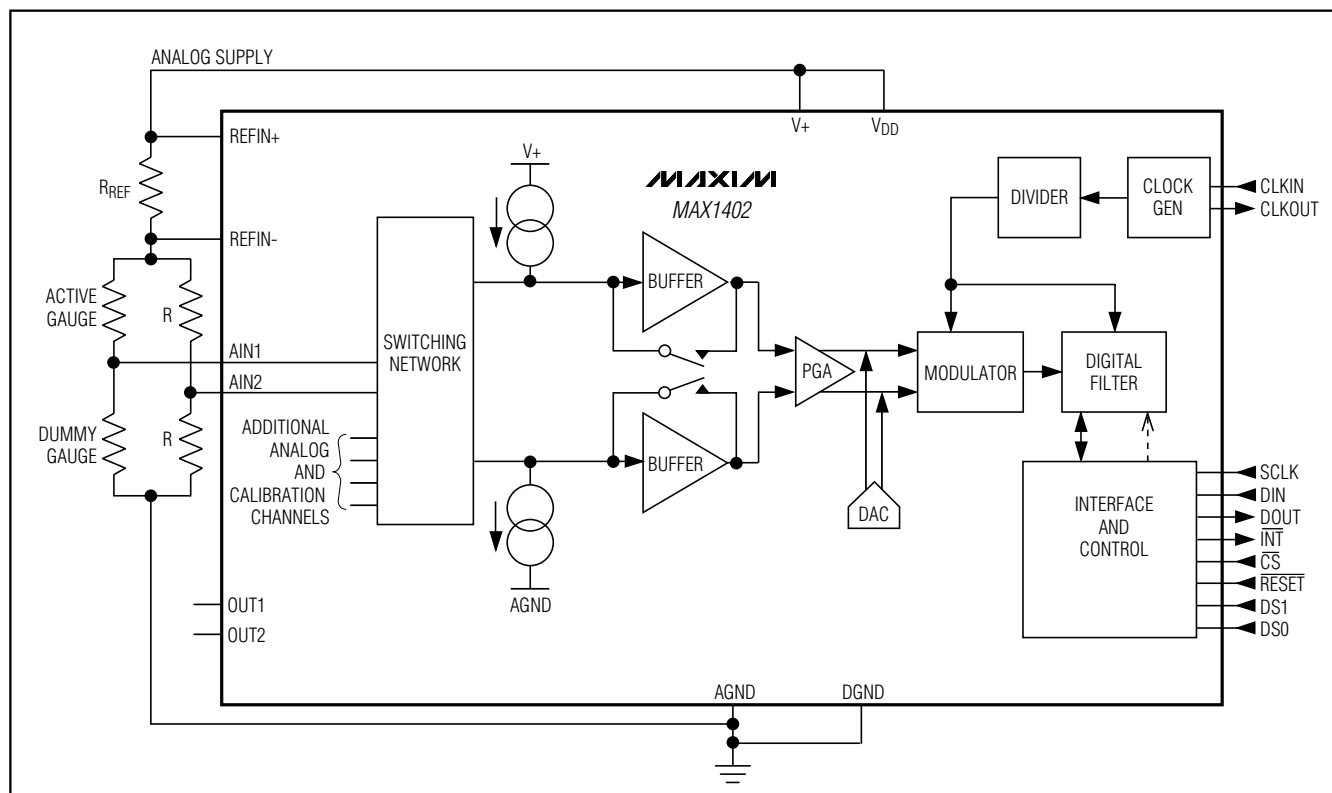 ANALOG SUPPLY
V+
VDD
REFIN+
RREF
REFIN-
V+
MAXIM
MAX1402
DIVIDER
CLOCK
GEN
CLKIN
CLKOUT
ACTIVE
GAUGE
R
SWITCHING
NETWORK
BUFFER
AIN1
AIN2
PGA
MODULATOR
DIGITAL
FILTER
DUMMY
GAUGE
R
ADDITIONAL
ANALOG
AND
CALIBRATION
CHANNELS
BUFFER
DAC
INTERFACE
AND
CONTROL
SCLK
DIN
DOUT
INT
CS
RESET
DS1
DS0
AGND
OUT1
OUT2
AGND
DGND